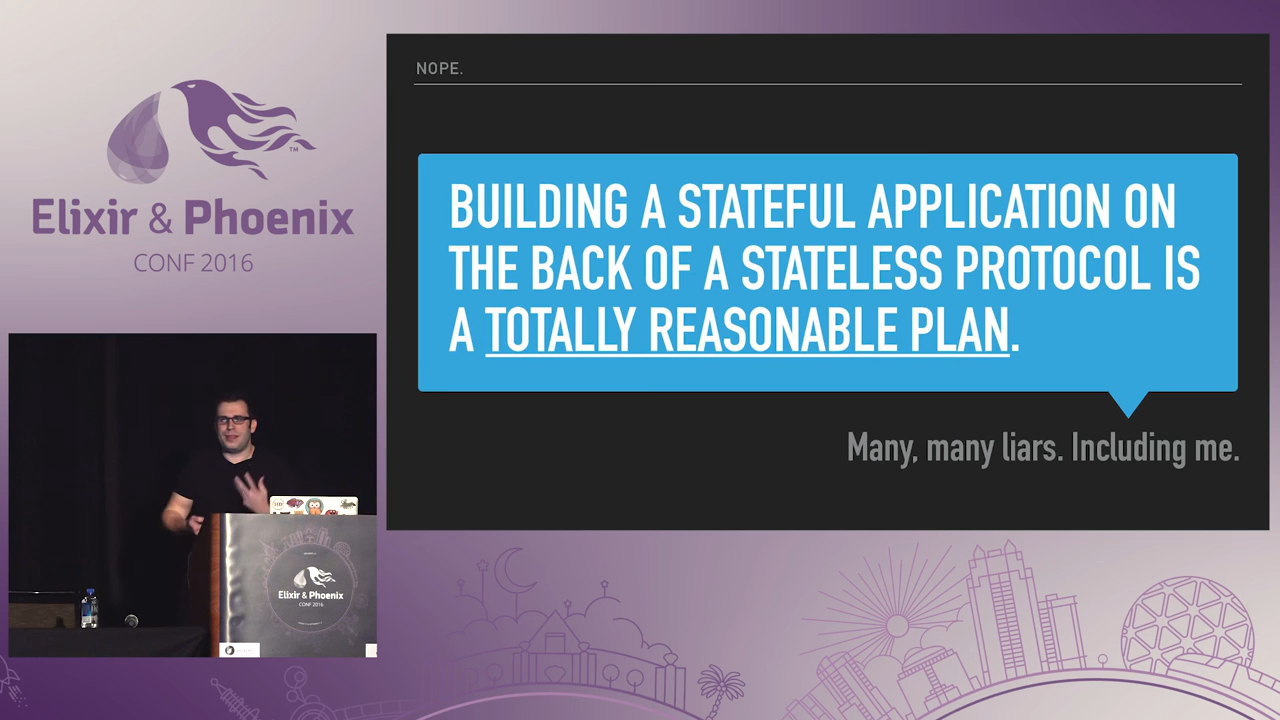 Elixir & Phoenix
TM
CONF 2016
NOPE.
BUILDING A STATEFUL APPLICATION ON
THE BACK OF A STATELESS PROTOCOL IS
A TOTALLY REASONABLE PLAN.
Many, many liars. Including me.
Elixir & Phoenix
CONF 2016